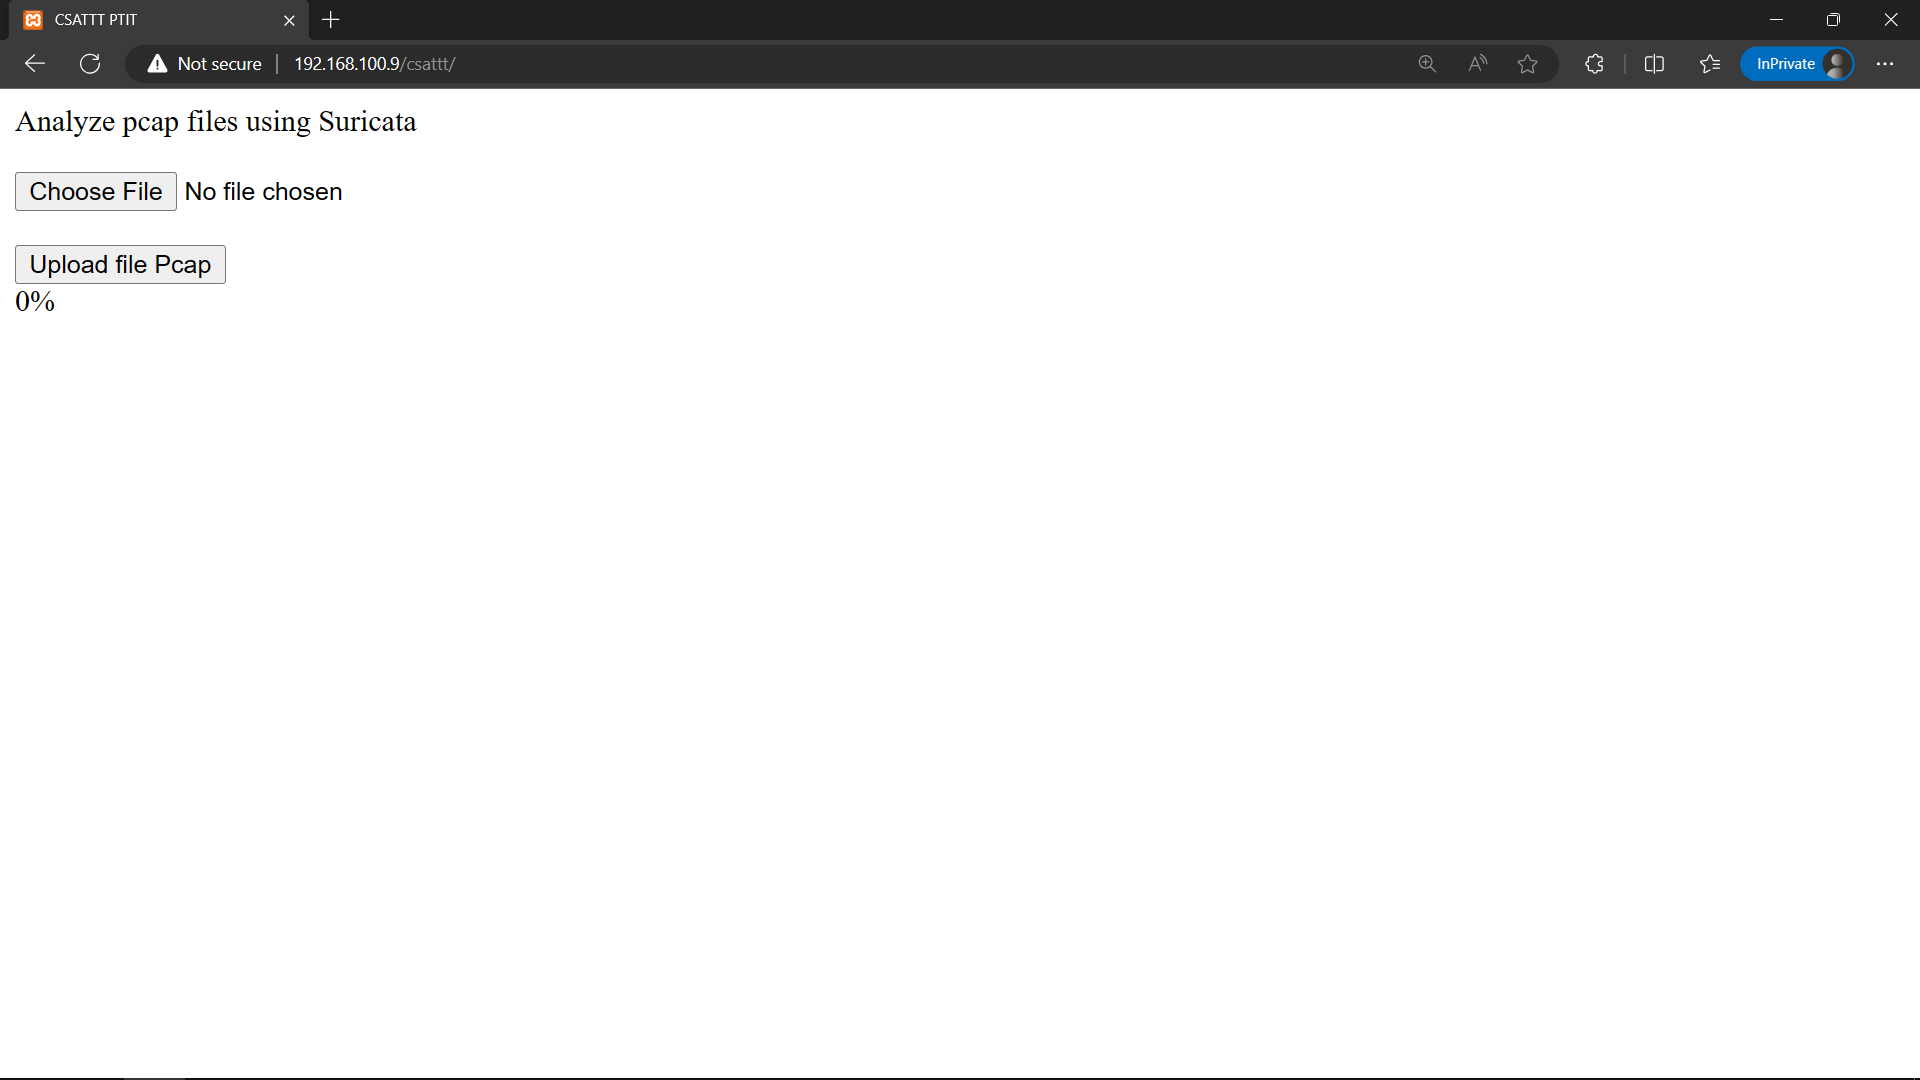 CSATTT PTIT
Not secure
192.168.100.9/csattt/
InPrivate
Analyze pcap files using Suricata
Choose File No file chosen
Upload file Pcap
0%